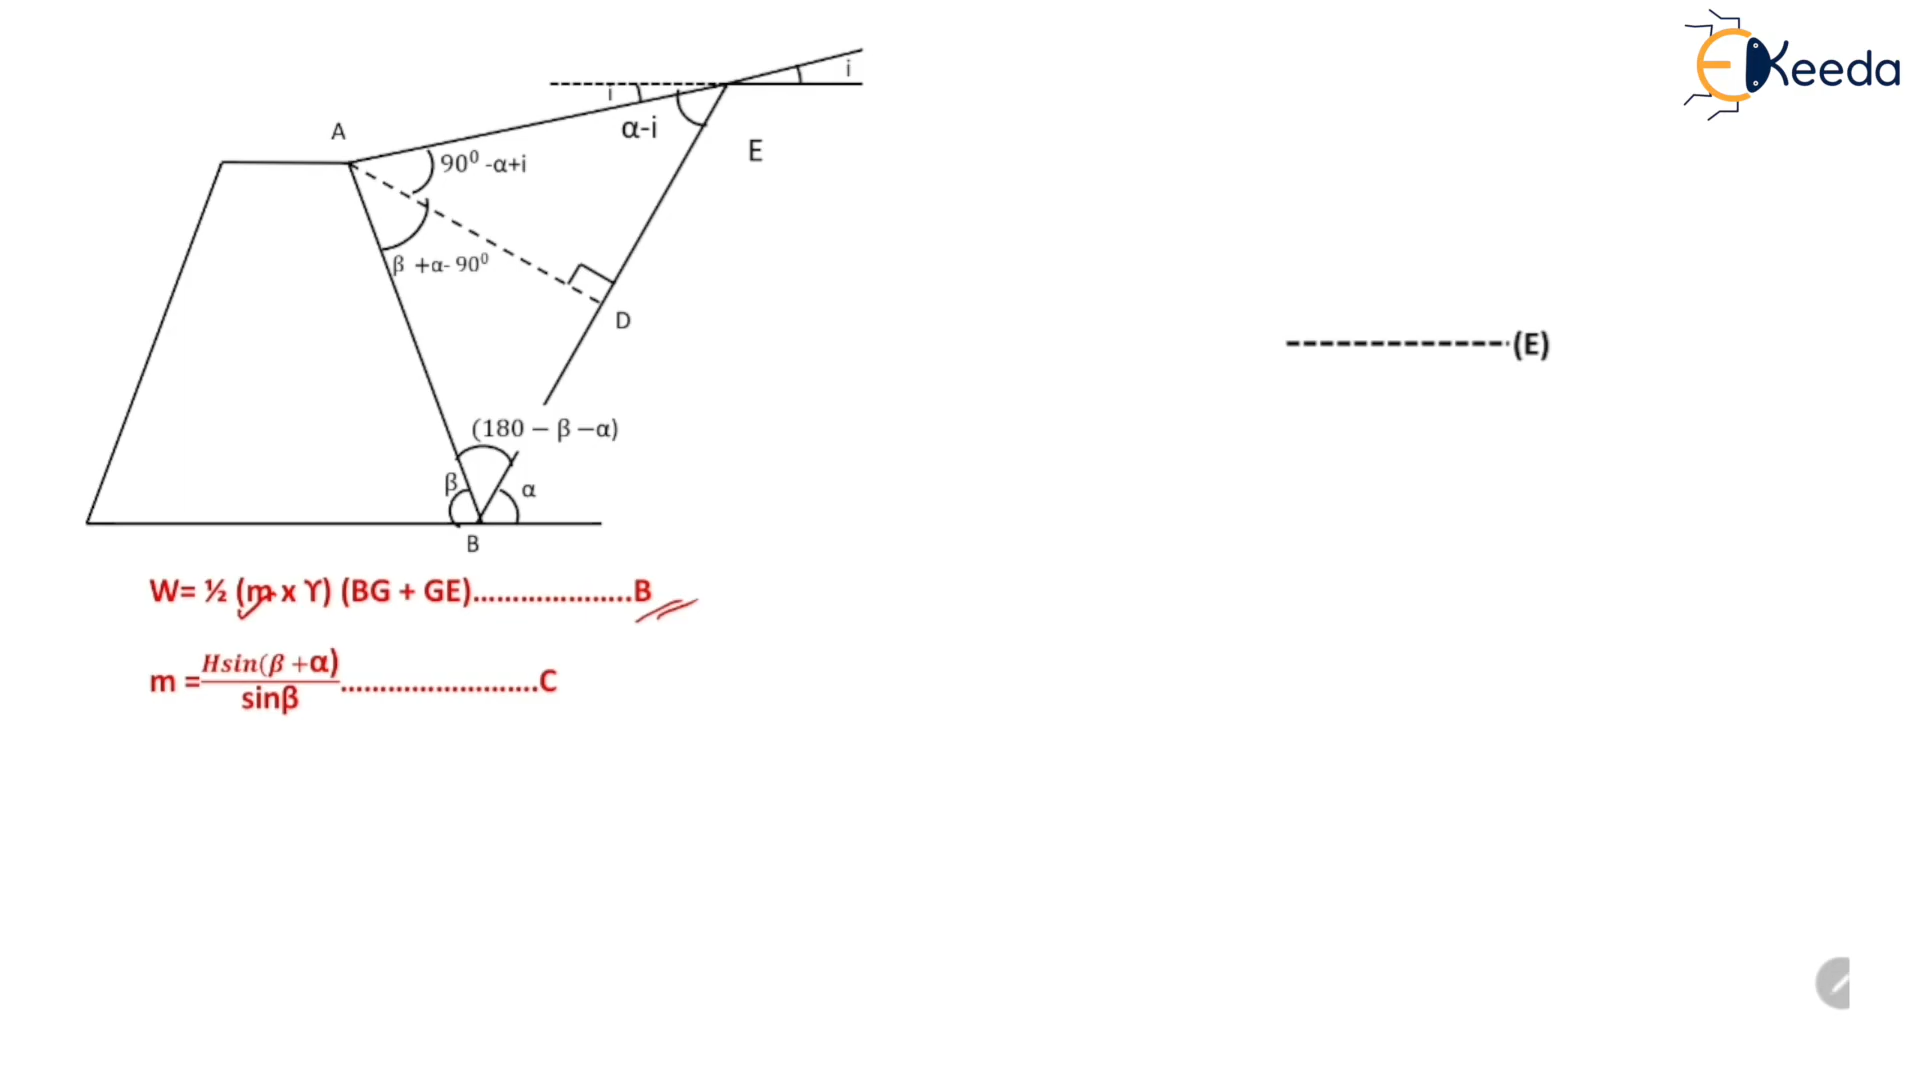 Keeda
i
i
A
α-i
E
90⁰ -α+i
β +α- 90⁰
D
(E)
(180 − β −α)
β
α
B
W= ½ (m x ϒ) (BG + GE)....................B
m = Hsin(β +α)
sinβ
.........................C